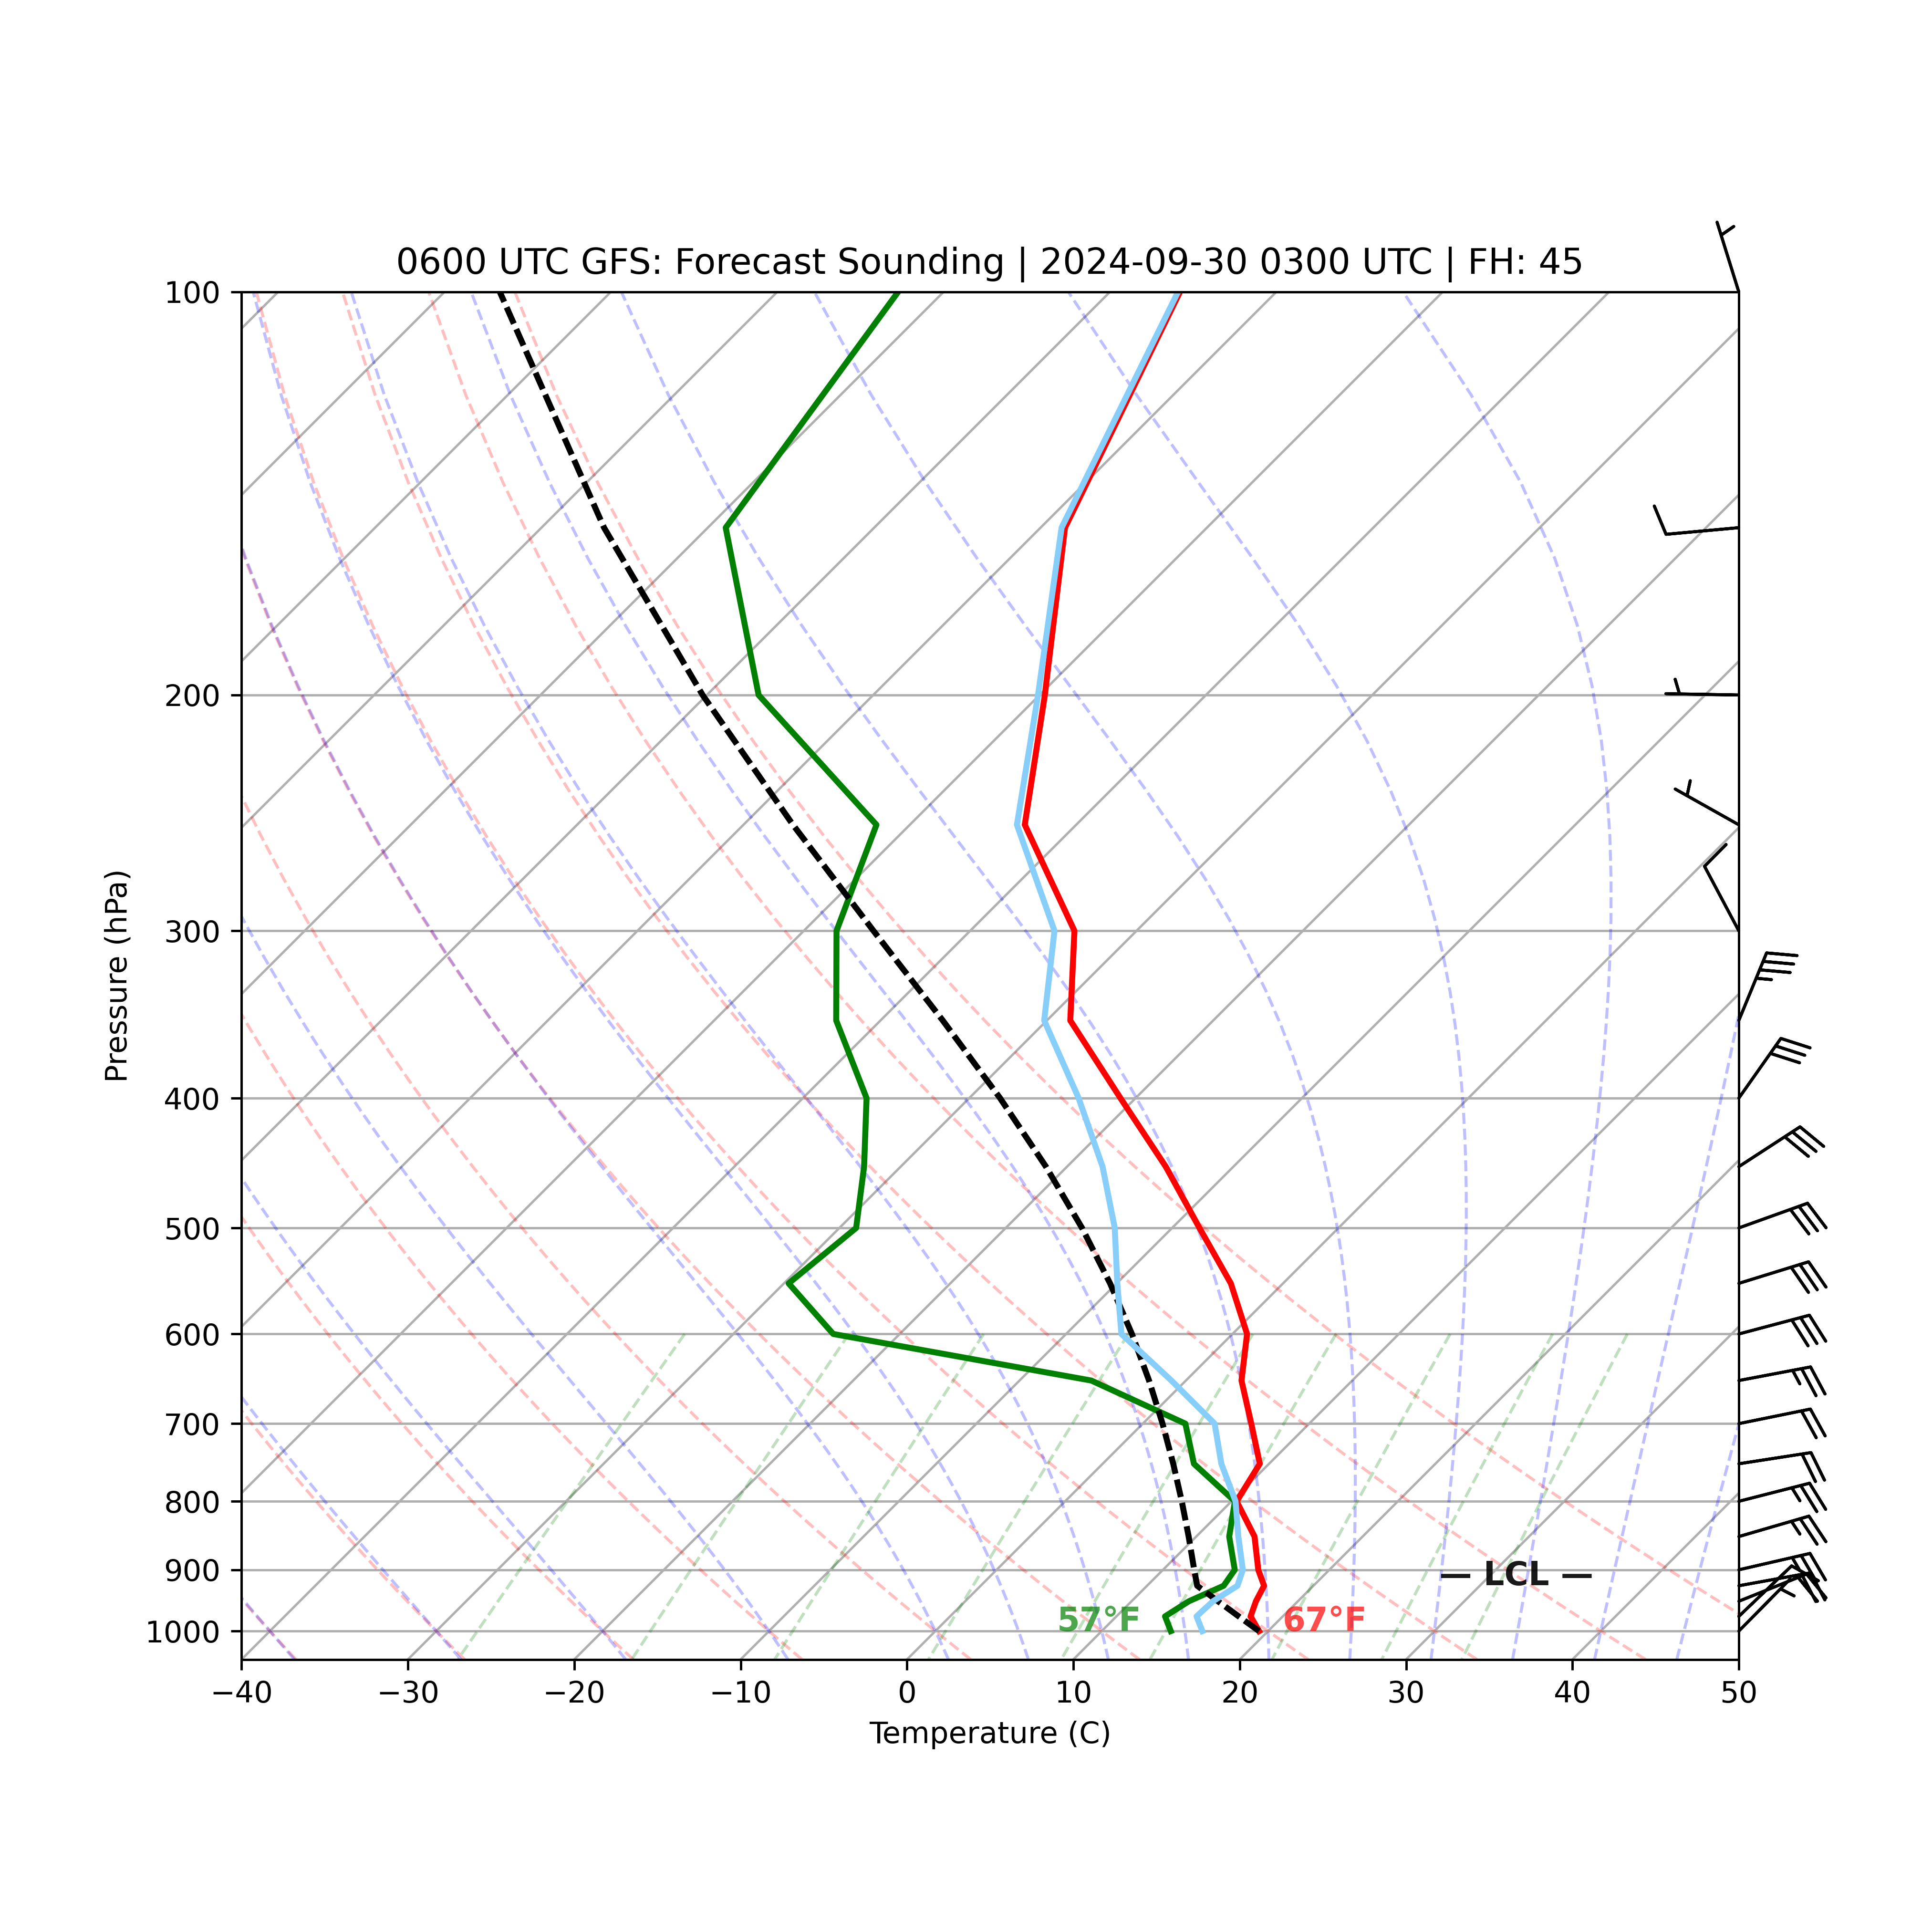 0600 UTC GFS: Forecast Sounding | 2024-09-30 0300 UTC | FH: 45
100
200
300
400
500
600
700
800
900
1000
Pressure (hPa)
— LCL —
57°F
67°F
−40 −30 −20 −10 0 10 20 30 40 50
Temperature (C)